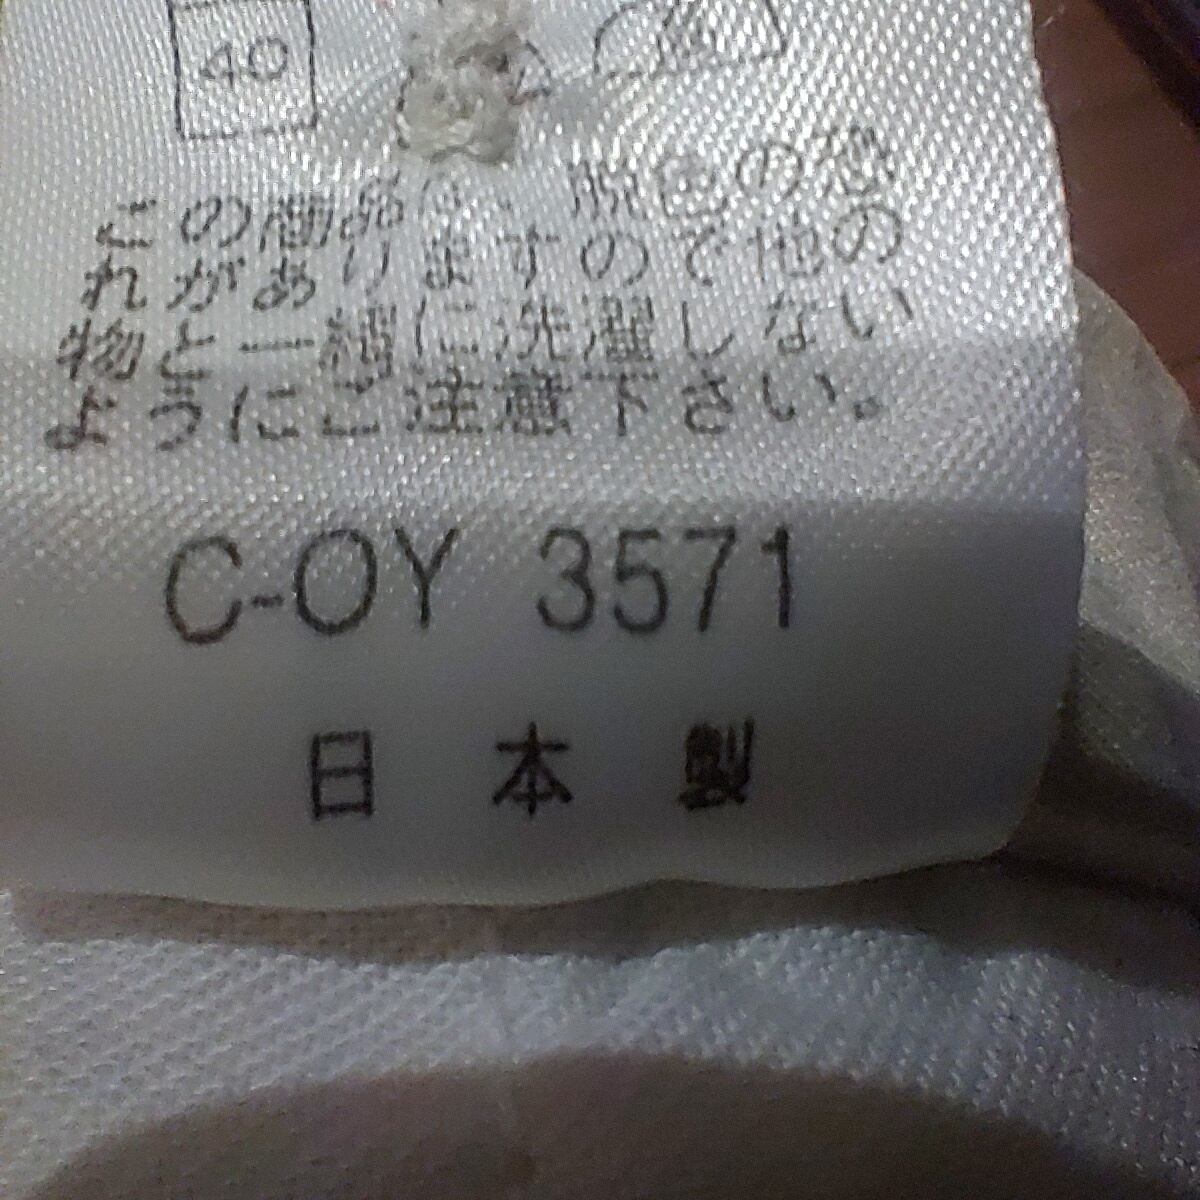 40
この商品は、脱色の恐
れがありますので他の
物と一緒に洗濯しない
ようにご注意下さい。
C-OY 3571
日本製